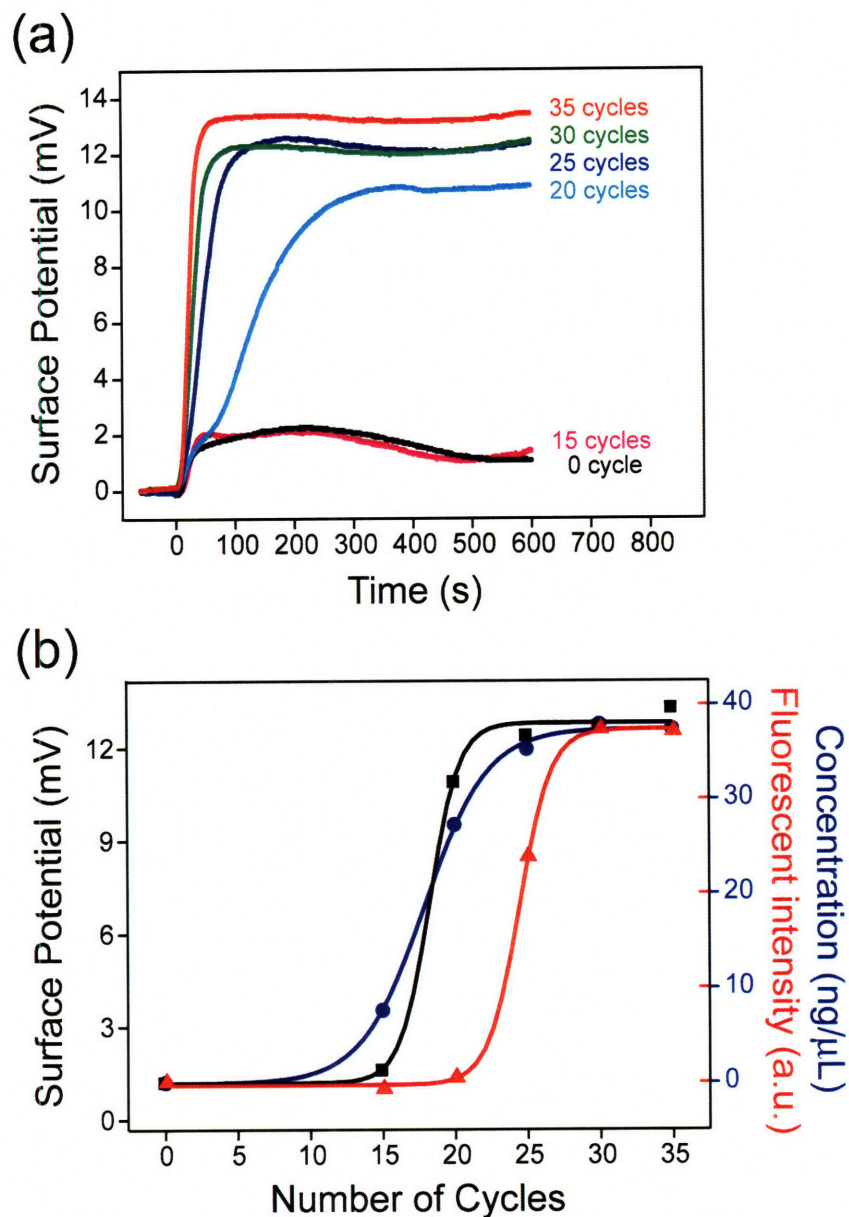 (a)
Surface Potential (mV)
14
12
10
8
6
4
2
0
35 cycles
30 cycles
25 cycles
20 cycles
15 cycles
0 cycle
0 100 200 300 400 500 600 700 800
Time (s)
(b)
Surface Potential (mV)
12
9
6
3
0
40
30
20
10
0
Fluorescent intensity (a.u.)
Concentration (ng/μL)
0 5 10 15 20 25 30 35
Number of Cycles